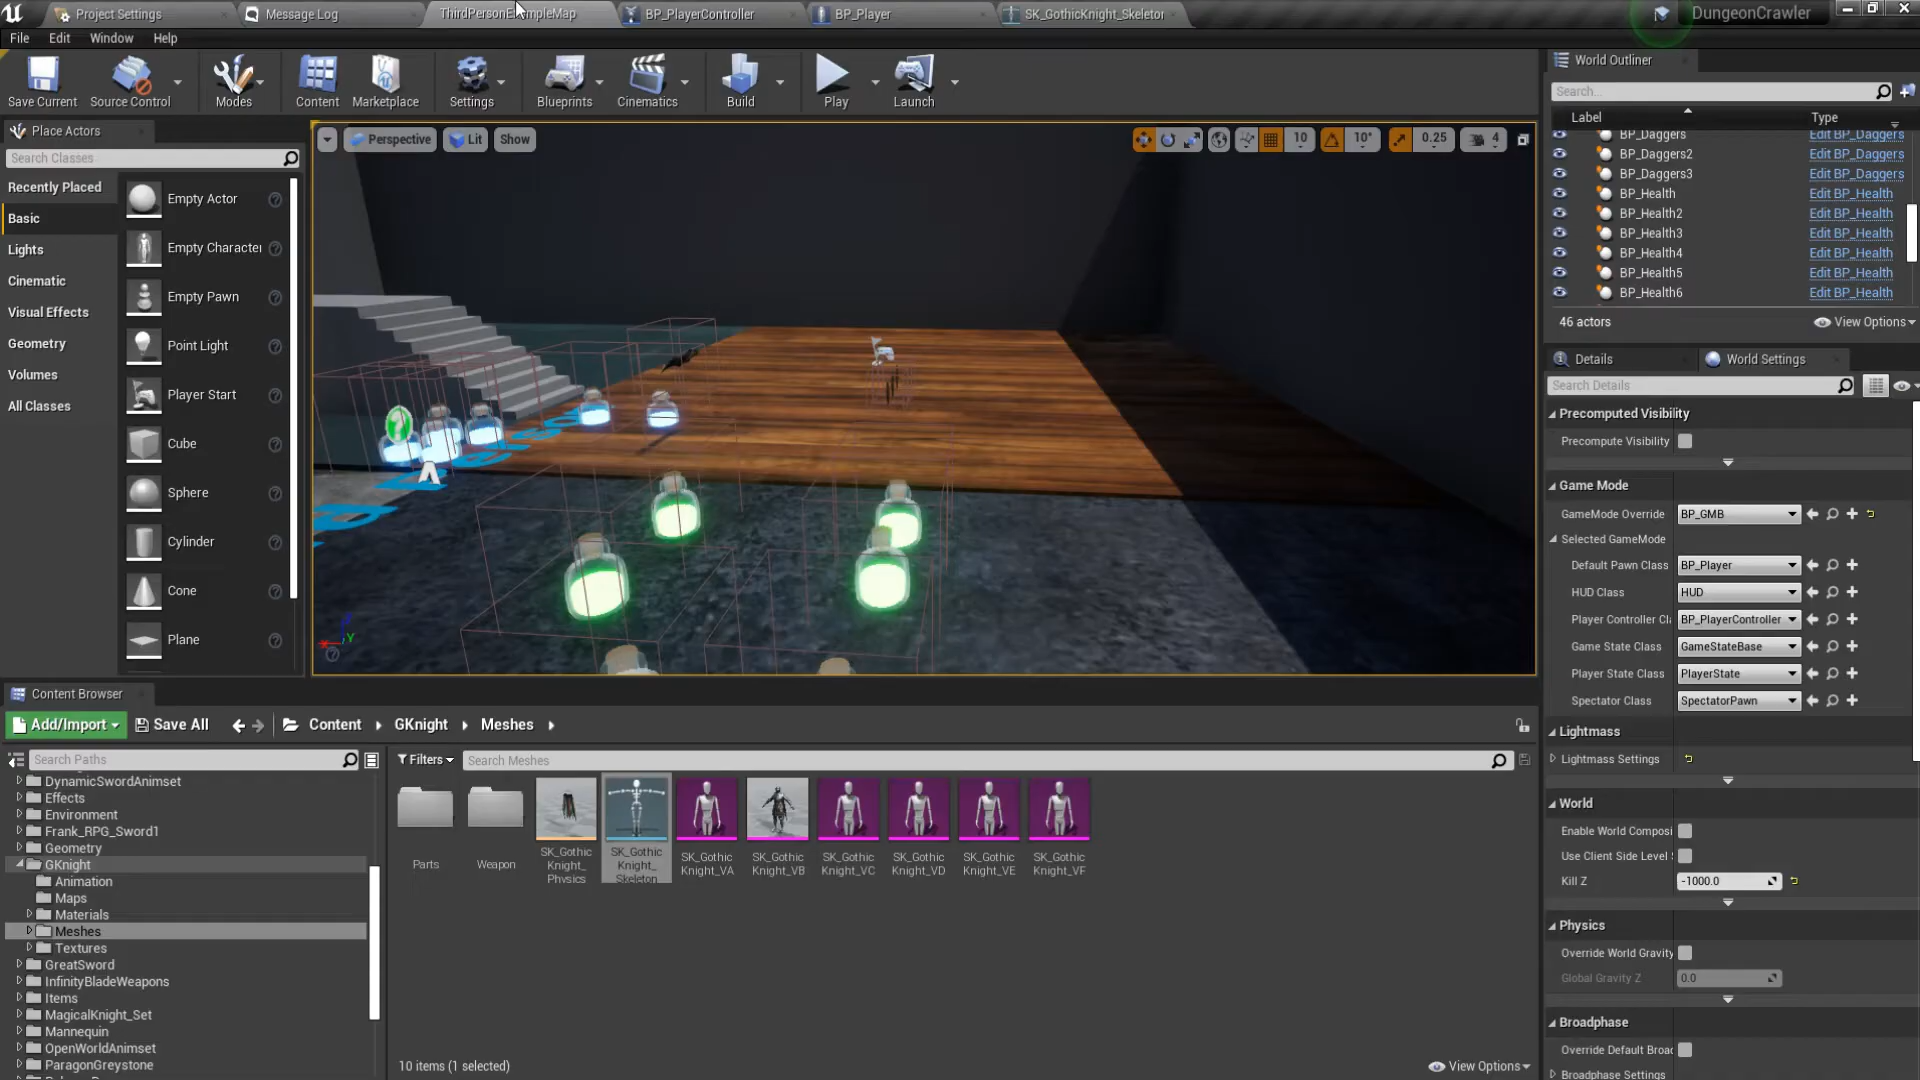 Project Settings
Message Log
ThirdPersonExampleMap
BP_PlayerController
BP_Player
SK_GothicKnight_Skeletor
DungeonCrawler
File
Edit
Window
Help
Save Current
Source Control
Modes
Content
Marketplace
Settings
Blueprints
Cinematics
Build
Play
Launch
Place Actors
Search Classes
Recently Placed
Basic
Lights
Cinematic
Visual Effects
Geometry
Volumes
All Classes
Empty Actor
Empty Character
Empty Pawn
Point Light
Player Start
Cube
Sphere
Cylinder
Cone
Plane
Perspective
Lit
Show
10
10°
0.25
4
World Outliner
Search...
Label
Type
BP_Daggers
Edit BP_Daggers
BP_Daggers2
Edit BP_Daggers
BP_Daggers3
Edit BP_Daggers
BP_Health
Edit BP_Health
BP_Health2
Edit BP_Health
BP_Health3
Edit BP_Health
BP_Health4
Edit BP_Health
BP_Health5
Edit BP_Health
BP_Health6
Edit BP_Health
46 actors
View Options
Details
World Settings
Search Details
Precomputed Visibility
Precompute Visibility
Game Mode
GameMode Override
BP_GMB
Selected GameMode
Default Pawn Class
BP_Player
HUD Class
HUD
Player Controller Cl
BP_PlayerController
Game State Class
GameStateBase
Player State Class
PlayerState
Spectator Class
SpectatorPawn
Lightmass
Lightmass Settings
World
Enable World Composi
Use Client Side Level
Kill Z
-1000.0
Physics
Override World Gravity
Global Gravity Z
0.0
Broadphase
Override Default Broad
Broadphase Settings
Content Browser
Add/Import
Save All
Content
GKnight
Meshes
Search Paths
Filters
Search Meshes
DynamicSwordAnimset
Effects
Environment
Frank_RPG_Sword1
Geometry
GKnight
Animation
Maps
Materials
Meshes
Textures
GreatSword
InfinityBladeWeapons
Items
MagicalKnight_Set
Mannequin
OpenWorldAnimset
ParagonGreystone
Parts
Weapon
SK_Gothic
Knight_
Physics
SK_Gothic
Knight_
Skeleton
SK_Gothic
Knight_VA
SK_Gothic
Knight_VB
SK_Gothic
Knight_VC
SK_Gothic
Knight_VD
SK_Gothic
Knight_VE
SK_Gothic
Knight_VF
10 items (1 selected)
View Options